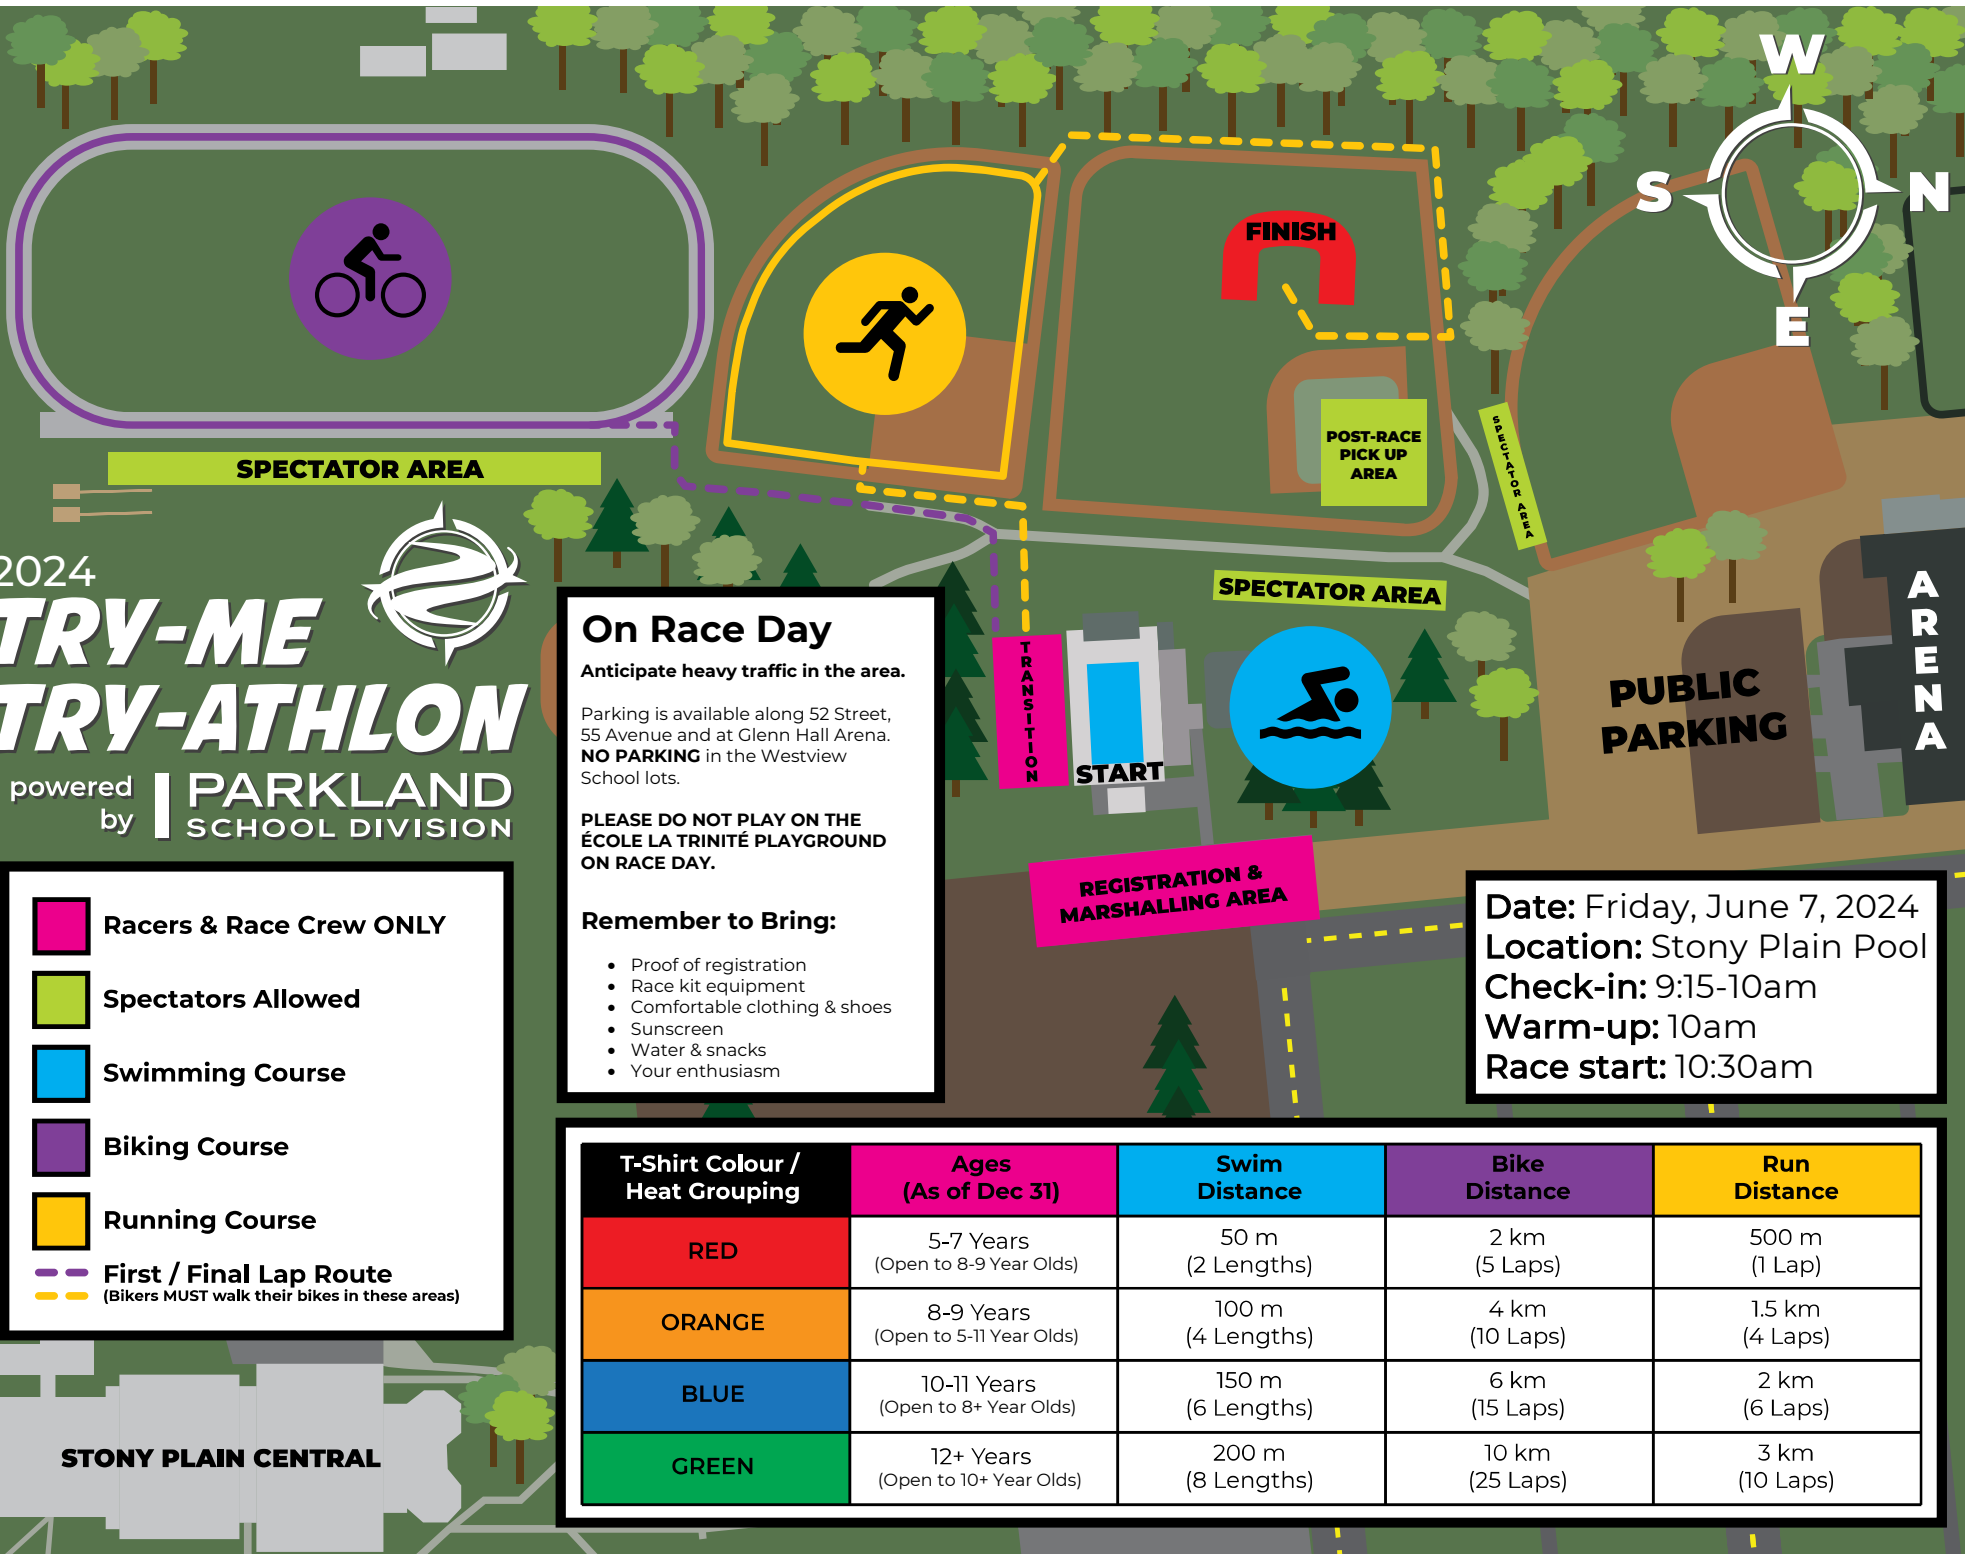 W
S
N
E
FINISH
POST-RACE
PICK UP
AREA
SPECTATOR AREA
SPECTATOR AREA
SPECTATOR AREA
2024
TRY-ME
TRY-ATHLON
powered
by
PARKLAND
SCHOOL DIVISION
On Race Day
Anticipate heavy traffic in the area.
Parking is available along 52 Street,
55 Avenue and at Glenn Hall Arena.
NO PARKING in the Westview
School lots.
PLEASE DO NOT PLAY ON THE
ÉCOLE LA TRINITÉ PLAYGROUND
ON RACE DAY.
Remember to Bring:
• Proof of registration
• Race kit equipment
• Comfortable clothing & shoes
• Sunscreen
• Water & snacks
• Your enthusiasm
TRANSITION
START
PUBLIC
PARKING
ARENA
REGISTRATION &
MARSHALLING AREA
Racers & Race Crew ONLY
Spectators Allowed
Swimming Course
Biking Course
Running Course
First / Final Lap Route
(Bikers MUST walk their bikes in these areas)
Date: Friday, June 7, 2024
Location: Stony Plain Pool
Check-in: 9:15-10am
Warm-up: 10am
Race start: 10:30am
STONY PLAIN CENTRAL
T-Shirt Colour /
Heat Grouping
Ages
(As of Dec 31)
Swim
Distance
Bike
Distance
Run
Distance
RED
5-7 Years
(Open to 8-9 Year Olds)
50 m
(2 Lengths)
2 km
(5 Laps)
500 m
(1 Lap)
ORANGE
8-9 Years
(Open to 5-11 Year Olds)
100 m
(4 Lengths)
4 km
(10 Laps)
1.5 km
(4 Laps)
BLUE
10-11 Years
(Open to 8+ Year Olds)
150 m
(6 Lengths)
6 km
(15 Laps)
2 km
(6 Laps)
GREEN
12+ Years
(Open to 10+ Year Olds)
200 m
(8 Lengths)
10 km
(25 Laps)
3 km
(10 Laps)